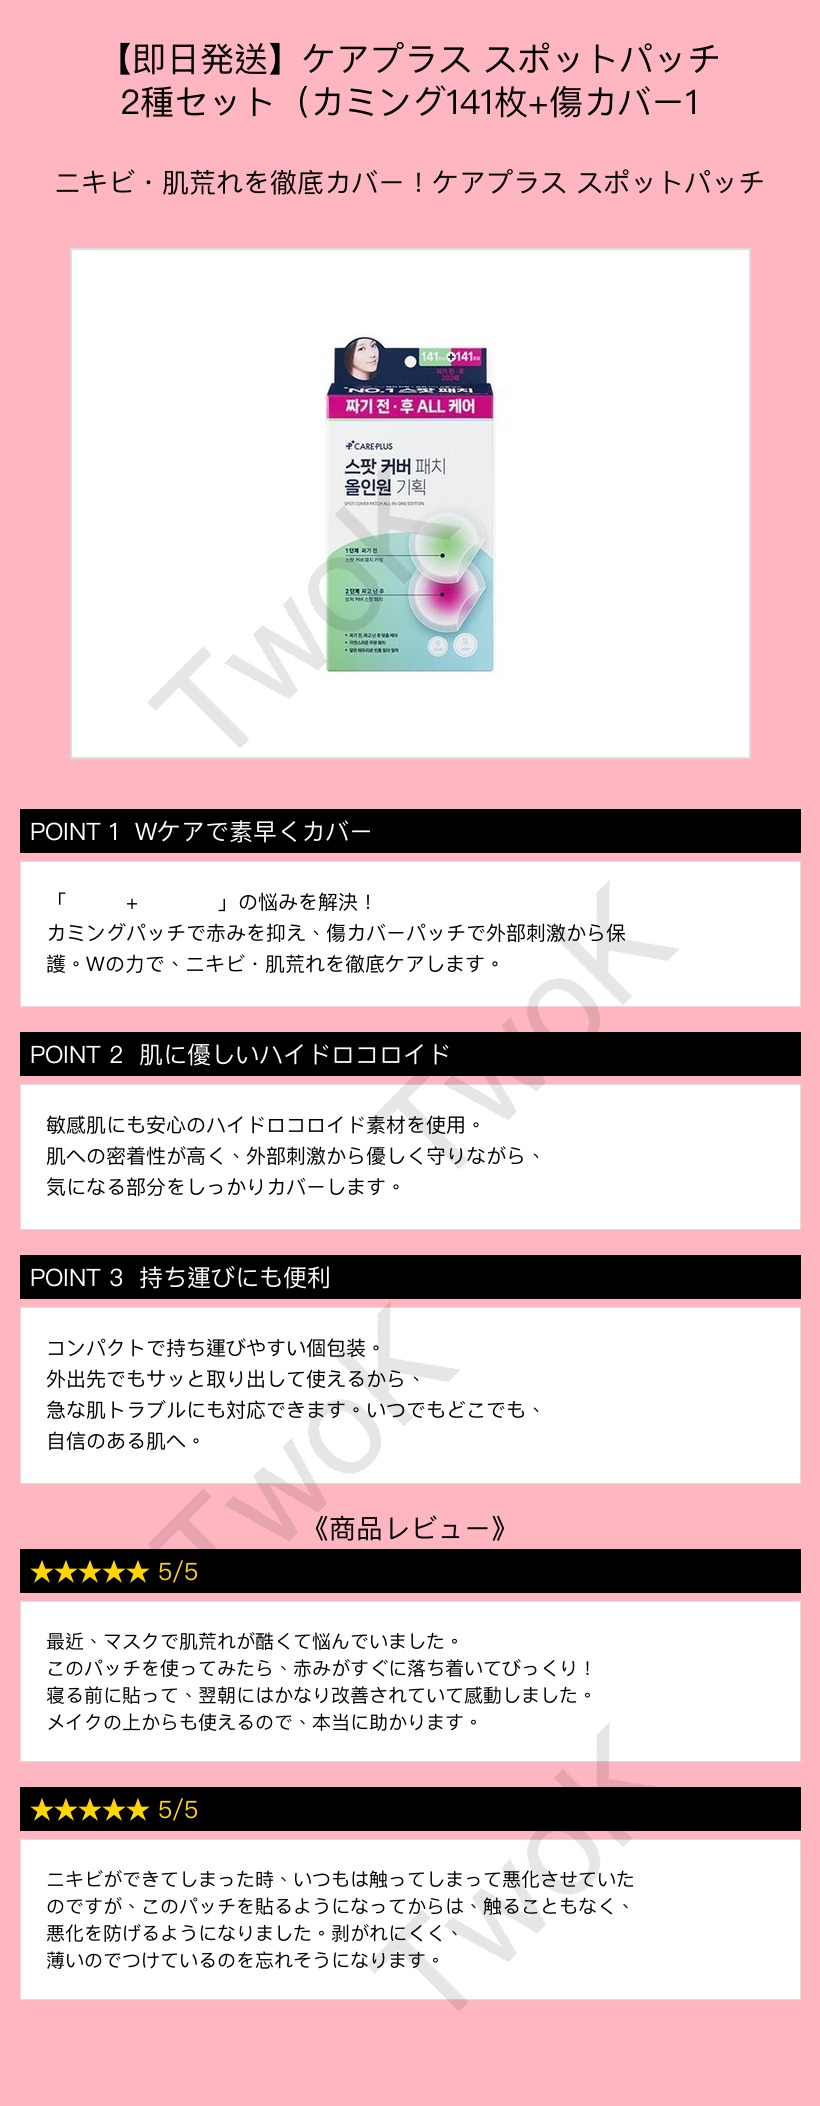 【即日発送】ケアプラス スポットパッチ
2種セット（カミング141枚+傷カバー1
ニキビ・肌荒れを徹底カバー！ケアプラス スポットパッチ
141 + 141
NO.1 스팟 패치
짜기 전·후 ALL 케어
CAREPLUS
스팟 커버 패치
올인원 기획
SPOT COVER PATCH ALL-IN-ONE EDITION
1단계 짜기 전
스팟 커버 패치 카밍
2단계 짜고 난 후
상처 커버 스팟 패치
TwoK
POINT 1 Wケアで素早くカバー
「 + 」の悩みを解決！
カミングパッチで赤みを抑え、傷カバーパッチで外部刺激から保
護。Wの力で、ニキビ・肌荒れを徹底ケアします。
TwoK
POINT 2 肌に優しいハイドロコロイド
敏感肌にも安心のハイドロコロイド素材を使用。
肌への密着性が高く、外部刺激から優しく守りながら、
気になる部分をしっかりカバーします。
POINT 3 持ち運びにも便利
コンパクトで持ち運びやすい個包装。
外出先でもサッと取り出して使えるから、
急な肌トラブルにも対応できます。いつでもどこでも、
自信のある肌へ。
TwoK
《商品レビュー》
★★★★★ 5/5
最近、マスクで肌荒れが酷くて悩んでいました。
このパッチを使ってみたら、赤みがすぐに落ち着いてびっくり！
寝る前に貼って、翌朝にはかなり改善されていて感動しました。
メイクの上からも使えるので、本当に助かります。
TwoK
★★★★★ 5/5
ニキビができてしまった時、いつもは触ってしまって悪化させていた
のですが、このパッチを貼るようになってからは、触ることもなく、
悪化を防げるようになりました。剥がれにくく、
薄いのでつけているのを忘れそうになります。